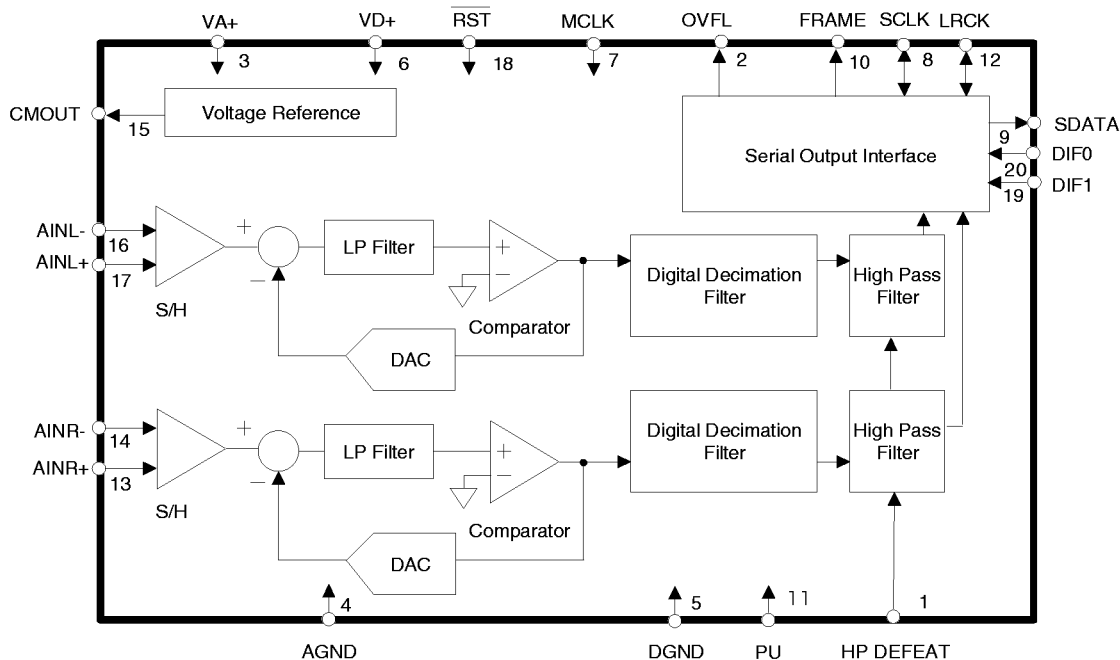 VA+ VD+ RST MCLK OVFL FRAME SCLK LRCK
3 6 18 7 2 10 8 12
CMOUT 15 Voltage Reference
Serial Output Interface
9 SDATA
20 DIF0
19 DIF1
AINL- 16
AINL+ 17
S/H
+
−
LP Filter
+
−
Comparator
DAC
Digital Decimation
Filter
High Pass
Filter
AINR- 14
AINR+ 13
S/H
+
−
LP Filter
+
−
Comparator
DAC
Digital Decimation
Filter
High Pass
Filter
4 5 11 1
AGND DGND PU HP DEFEAT